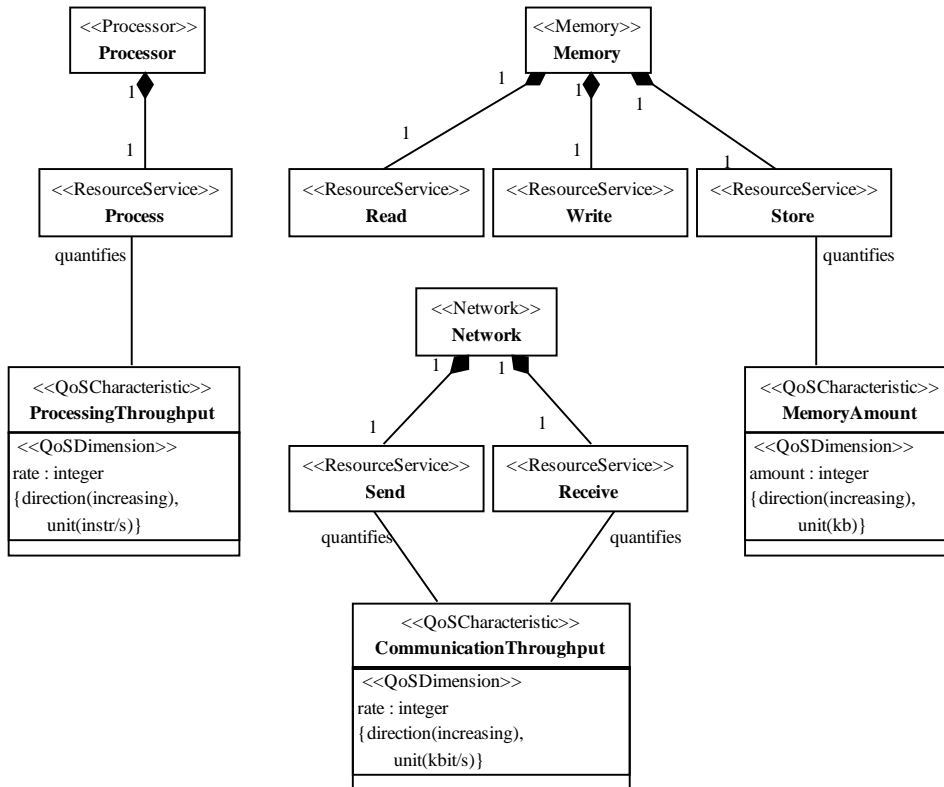 <<Processor>>
Processor
1
1
<<ResourceService>>
Process
quantifies
<<QoSCharacteristic>>
ProcessingThroughput
<<QoSDimension>>
rate : integer
{direction(increasing),
unit(instr/s)}
<<Memory>>
Memory
1
1
1
1
1
1
<<ResourceService>>
Read
<<ResourceService>>
Write
<<ResourceService>>
Store
quantifies
<<QoSCharacteristic>>
MemoryAmount
<<QoSDimension>>
amount : integer
{direction(increasing),
unit(kb)}
<<Network>>
Network
1
1
1
1
<<ResourceService>>
Send
<<ResourceService>>
Receive
quantifies
quantifies
<<QoSCharacteristic>>
CommunicationThroughput
<<QoSDimension>>
rate : integer
{direction(increasing),
unit(kbit/s)}